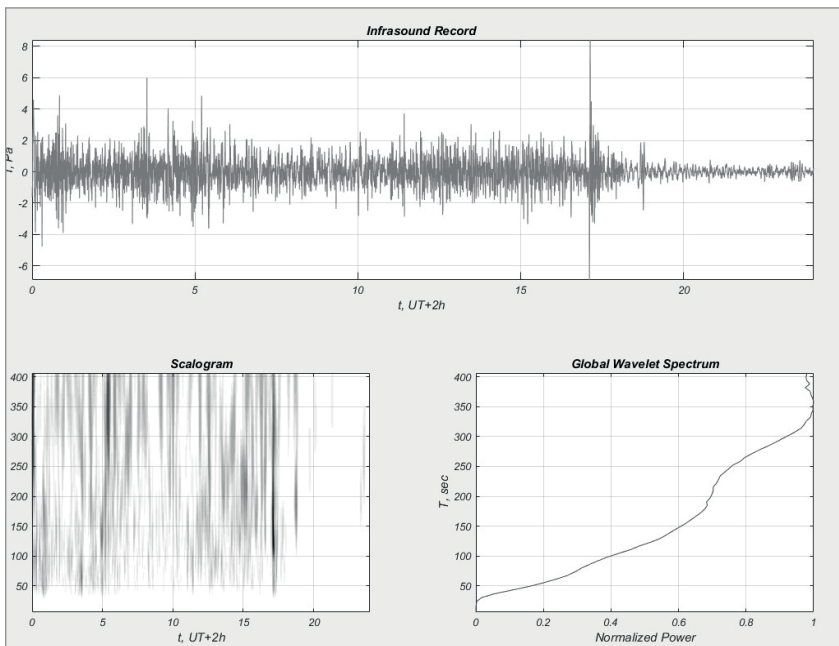 Infrasound Record
8
6
4
2
0
-2
-4
-6
Pa
0 5 10 15 20
t, UT+2h
Scalogram
400
350
300
250
200
150
100
50
0 5 10 15 20
t, UT+2h
Global Wavelet Spectrum
400
350
300
250
200
150
100
50
T, sec
0 0.2 0.4 0.6 0.8 1
Normalized Power